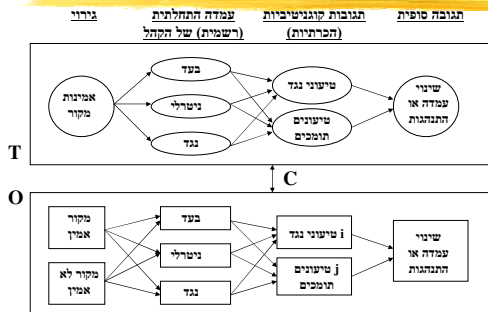 גירוי
עמדה התחלתית
(רשמית) של הקהל
תגובות קוגניטיביות
(הכרתיות)
תגובה סופית
אמינות
מקור
בעד
ניטרלי
נגד
טיעוני נגד
טיעונים
תומכים
שינוי
עמדה או
התנהגות
T
C
O
מקור
אמין
מקור לא
אמין
בעד
ניטרלי
נגד
i טיעוני נגד
j טיעונים
תומכים
שינוי
עמדה או
התנהגות